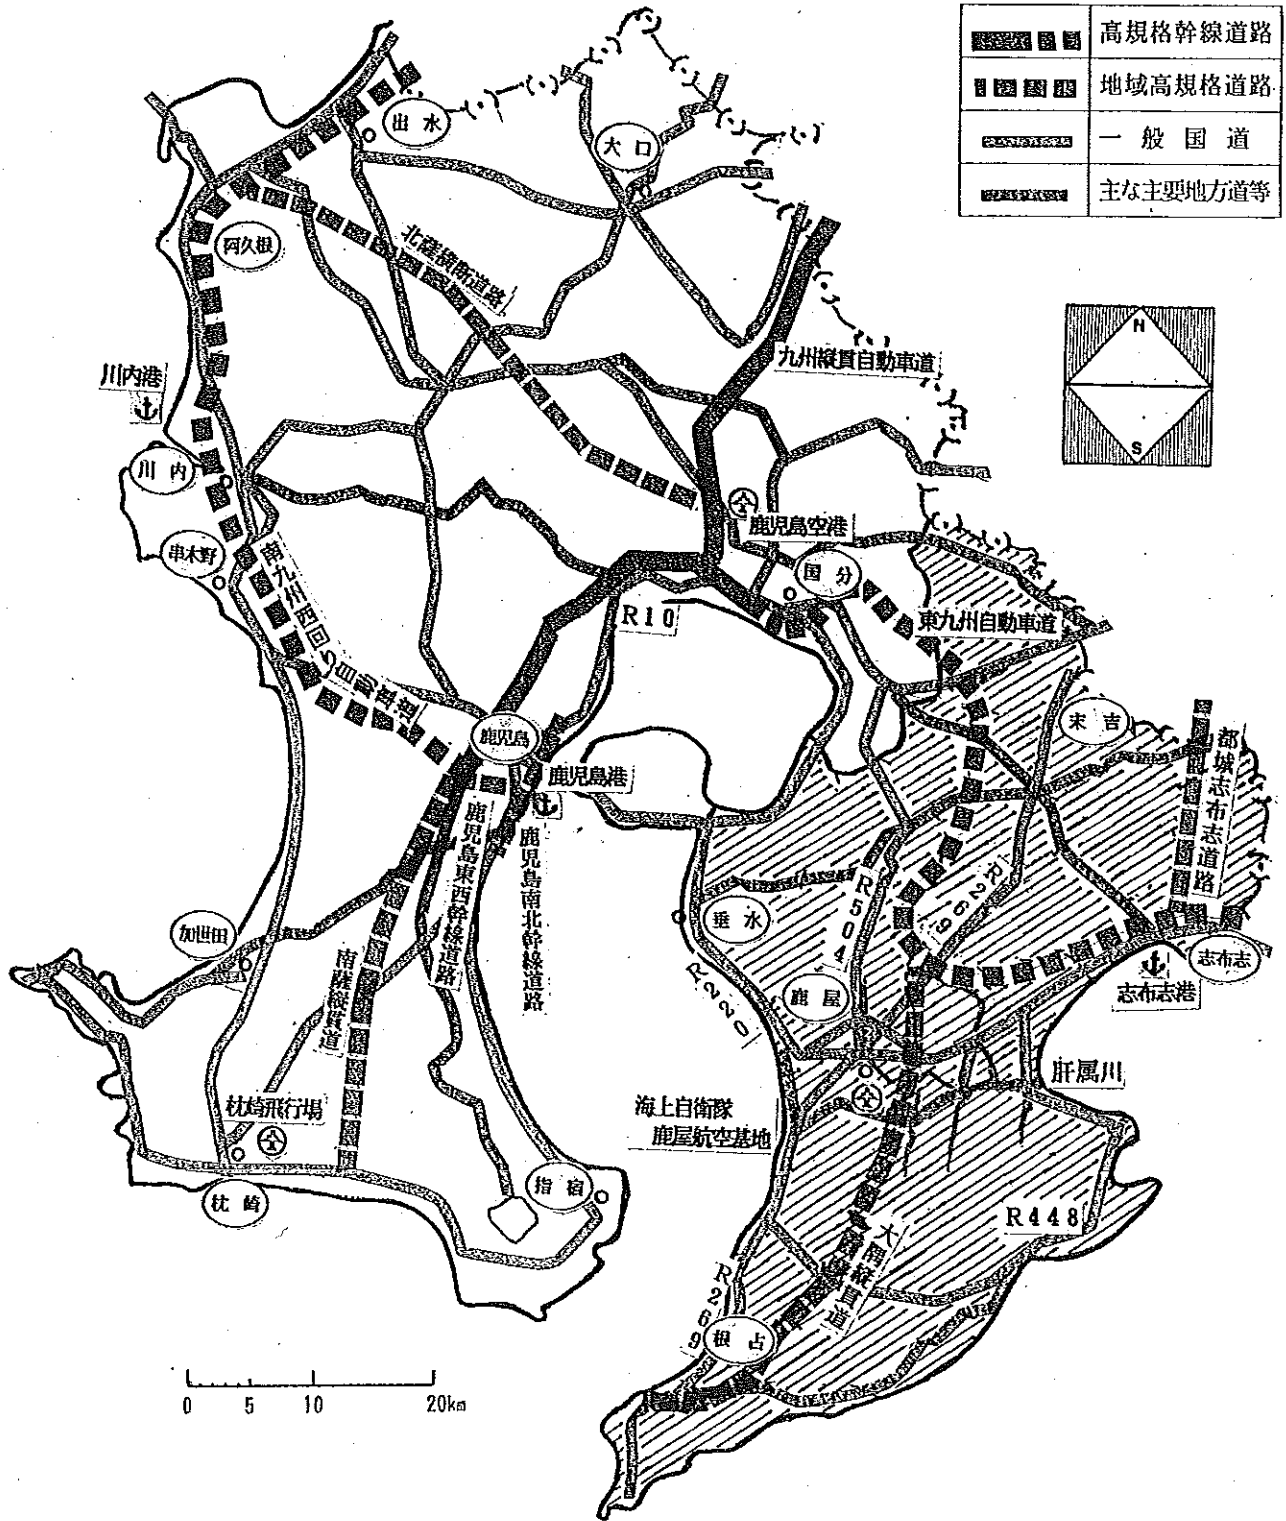 高規格幹線道路
地域高規格道路
一般国道
主な主要地方道等
出水
大口
阿久根
北薩横断道路
N
S
九州縦貫自動車道
川内港
川内
鹿児島空港
串木野
国分
南九州西回り自動車道
R10
東九州自動車道
末吉
鹿児島
鹿児島港
都城志布志道路
鹿児島東西幹線道路
鹿児島南北幹線道路
R504
R269
加世田
垂水
南薩縦貫道
R220
鹿屋
志布志
志布志港
肝属川
枕崎飛行場
海上自衛隊
鹿屋航空基地
指宿
枕崎
R448
大隅縦貫道
R269
根占
0 5 10 20km